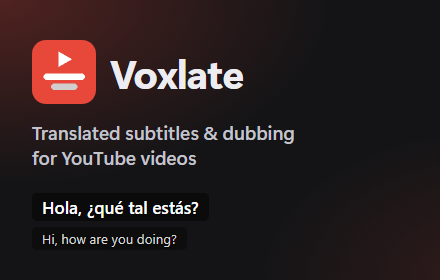 Voxlate
Translated subtitles & dubbing
for YouTube videos
Hola, ¿qué tal estás?
Hi, how are you doing?